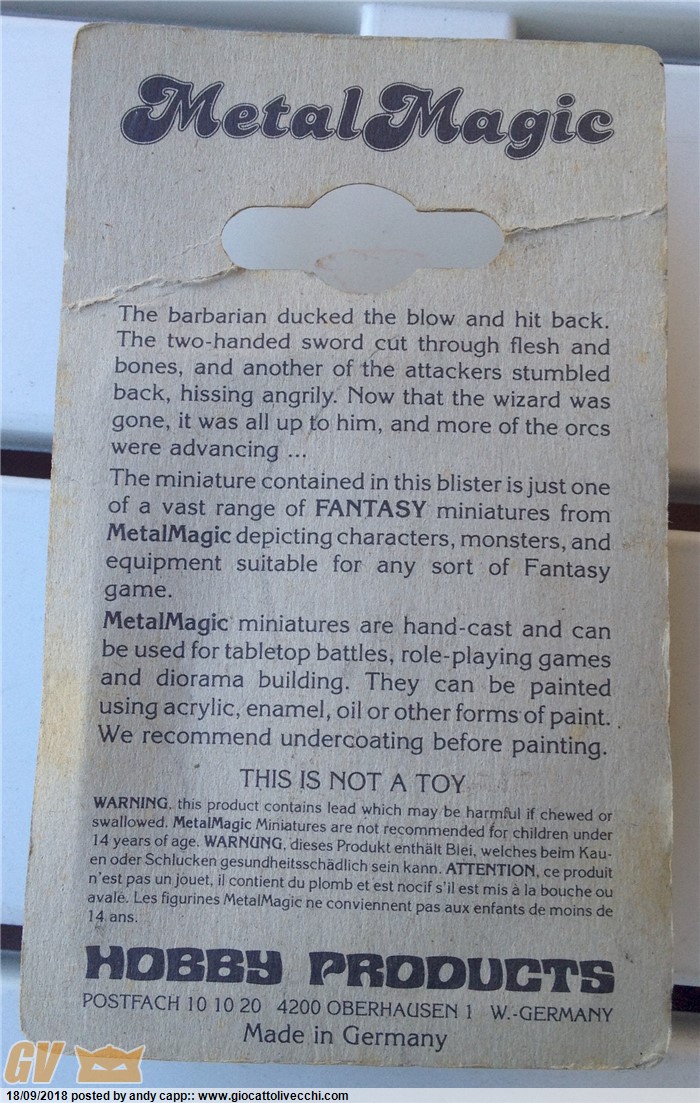 MetalMagic
The barbarian ducked the blow and hit back.
The two-handed sword cut through flesh and
bones, and another of the attackers stumbled
back, hissing angrily. Now that the wizard was
gone, it was all up to him, and more of the orcs
were advancing ...
The miniature contained in this blister is just one
of a vast range of FANTASY miniatures from
MetalMagic depicting characters, monsters, and
equipment suitable for any sort of Fantasy
game.
MetalMagic miniatures are hand-cast and can
be used for tabletop battles, role-playing games
and diorama building. They can be painted
using acrylic, enamel, oil or other forms of paint.
We recommend undercoating before painting.
THIS IS NOT A TOY
WARNING, this product contains lead which may be harmful if chewed or
swallowed. MetalMagic Miniatures are not recommended for children under
14 years of age. WARNUNG, dieses Produkt enthält Blei, welches beim Kau-
en oder Schlucken gesundheitsschädlich sein kann. ATTENTION, ce produit
n'est pas un jouet, il contient du plomb et est nocif s'il est mis à la bouche ou
avalé. Les figurines MetalMagic ne conviennent pas aux enfants de moins de
14 ans.
HOBBY PRODUCTS
POSTFACH 10 10 20 4200 OBERHAUSEN 1 W.-GERMANY
Made in Germany
GV
18/09/2018 posted by andy capp:: www.giocattolivecchi.com